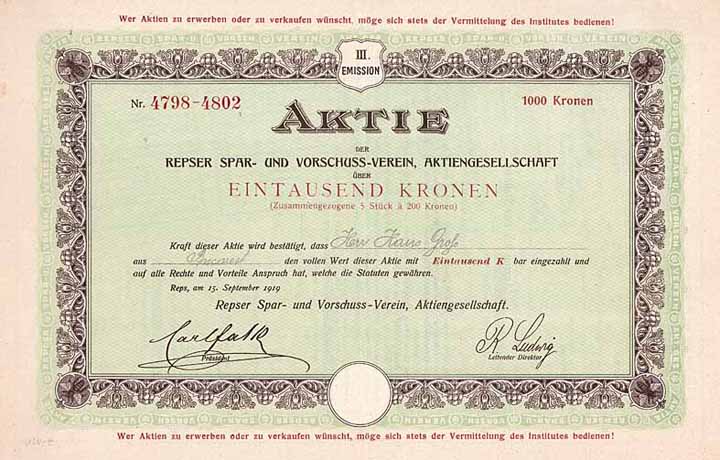 Wer Aktien zu erwerben oder zu verkaufen wünscht, möge sich stets der Vermittelung des Institutes bedienen!
III.
EMISSION
Nr. 4798-4802
1000 Kronen
AKTIE
DER
REPSER SPAR- UND VORSCHUSS-VEREIN, AKTIENGESELLSCHAFT
ÜBER
EINTAUSEND KRONEN
(Zusammengezogene 5 Stück à 200 Kronen)
Kraft dieser Aktie wird bestätigt, dass Herr Hans Groß
aus den vollen Wert dieser Aktie mit Eintausend K bar eingezahlt und
auf alle Rechte und Vorteile Anspruch hat, welche die Statuten gewähren.
Reps, am 15. September 1919
Repser Spar- und Vorschuss-Verein, Aktiengesellschaft.
Carl Falk
Präsident
R. Ludwig
Leitender Direktor
Wer Aktien zu erwerben oder zu verkaufen wünscht, möge sich stets der Vermittelung des Institutes bedienen!